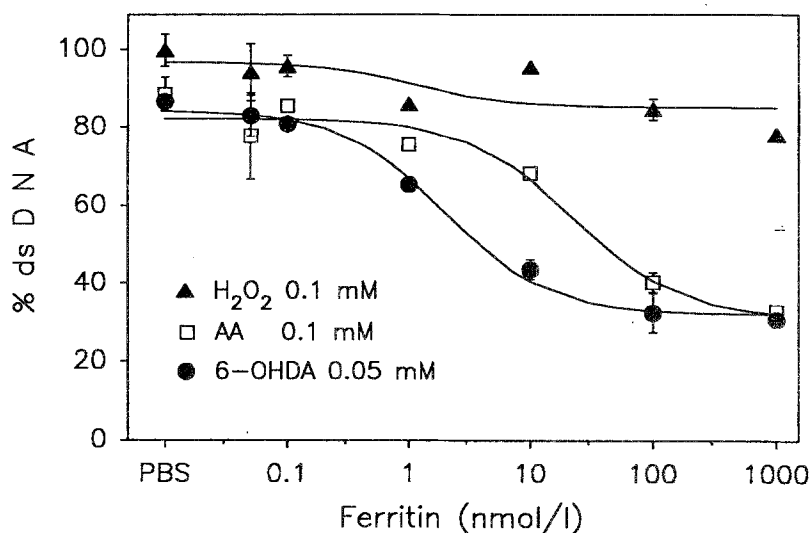 100
80
60
40
20
0
% ds D N A
▲ H₂O₂ 0.1 mM
□ AA 0.1 mM
● 6-OHDA 0.05 mM
PBS 0.1 1 10 100 1000
Ferritin (nmol/l)